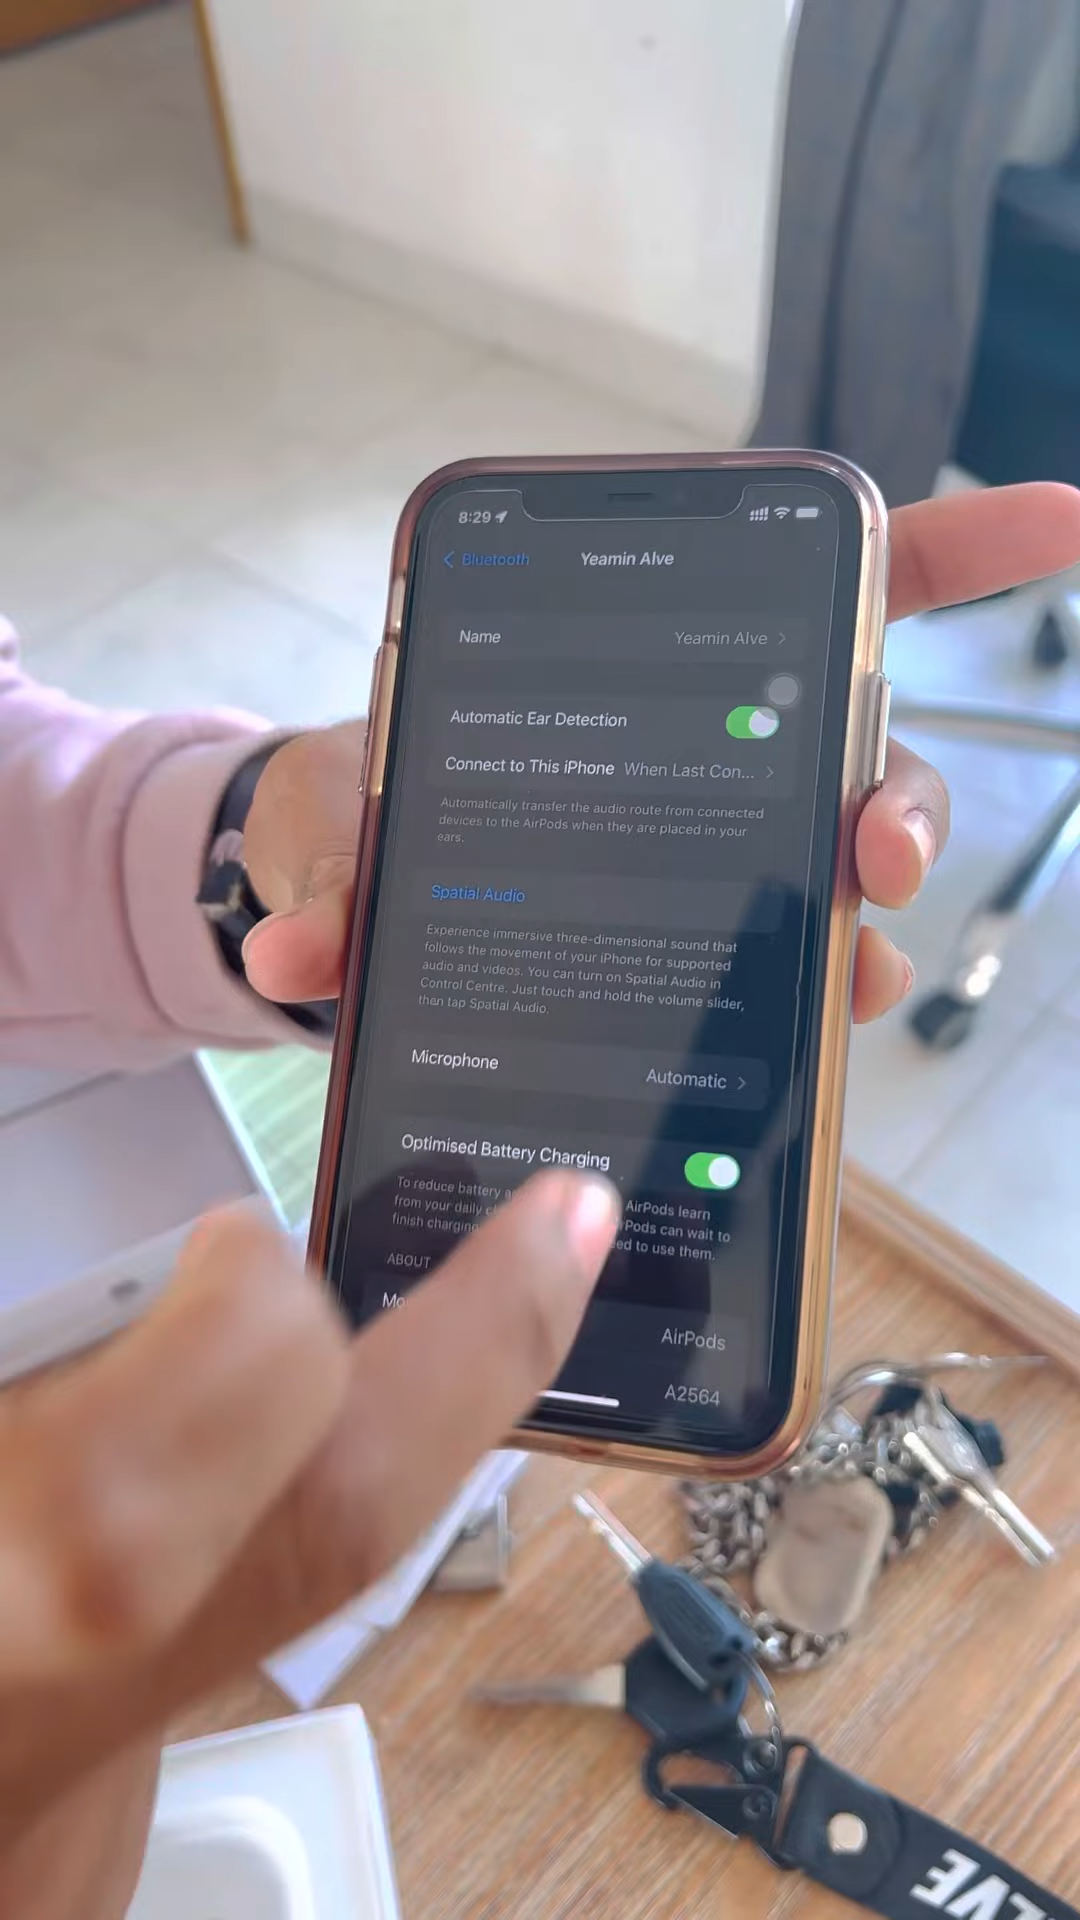 8:29
Bluetooth
Yeamin Alve
Name
Yeamin Alve
Automatic Ear Detection
Connect to This iPhone When Last Con...
Automatically transfer the audio route from connected
devices to the AirPods when they are placed in your
ears.
Spatial Audio
Experience immersive three-dimensional sound that
follows the movement of your iPhone for supported
audio and videos. You can turn on Spatial Audio in
Control Centre. Just touch and hold the volume slider,
then tap Spatial Audio.
Microphone
Automatic
Optimised Battery Charging
To reduce battery AirPods learn
from your daily can wait to
finish charging to use them.
ABOUT
AirPods
A2564